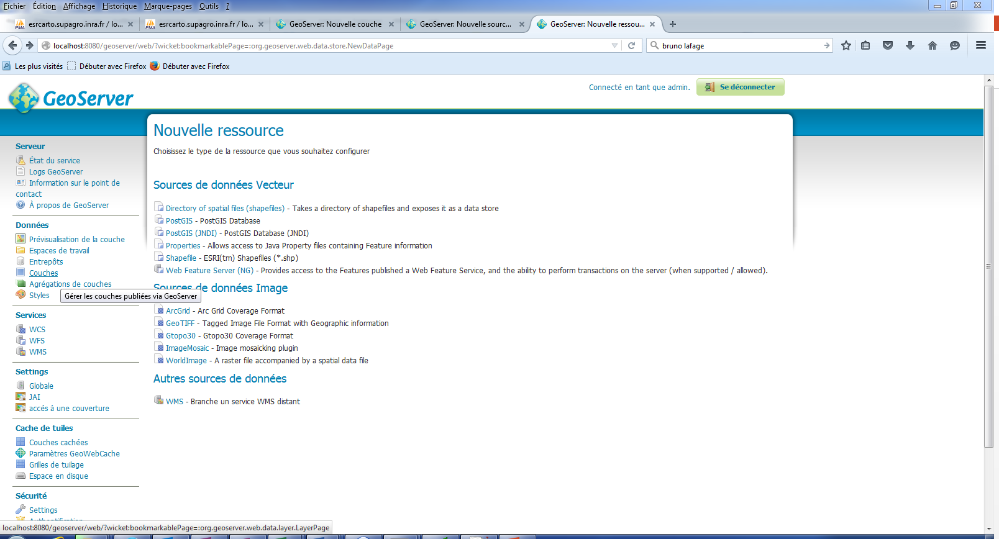 Fichier Édition Affichage Historique Marque-pages Outils ?
esrcarto.supagro.inra.fr / lo...
esrcarto.supagro.inra.fr / lo...
GeoServer: Nouvelle couche
GeoServer: Nouvelle sourc...
GeoServer: Nouvelle ressou...
localhost:8080/geoserver/web/?wicket:bookmarkablePage=:org.geoserver.web.data.store.NewDataPage
bruno lafage
Les plus visités Débuter avec Firefox Débuter avec Firefox
GeoServer
Connecté en tant que admin.
Se déconnecter
Serveur
État du service
Logs GeoServer
Information sur le point de
contact
À propos de GeoServer
Données
Prévisualisation de la couche
Espaces de travail
Entrepôts
Couches
Agrégations de couches
Styles
Gérer les couches publiées via GeoServer
Services
WCS
WFS
WMS
Settings
Globale
JAI
accés à une couverture
Cache de tuiles
Couches cachées
Paramètres GeoWebCache
Grilles de tuilage
Espace en disque
Sécurité
Settings
Nouvelle ressource
Choisissez le type de la ressource que vous souhaitez configurer
Sources de données Vecteur
Directory of spatial files (shapefiles) - Takes a directory of shapefiles and exposes it as a data store
PostGIS - PostGIS Database
PostGIS (JNDI) - PostGIS Database (JNDI)
Properties - Allows access to Java Property files containing Feature information
Shapefile - ESRI(tm) Shapefiles (*.shp)
Web Feature Server (NG) - Provides access to the Features published a Web Feature Service, and the ability to perform transactions on the server (when supported / allowed).
Sources de données Image
ArcGrid - Arc Grid Coverage Format
GeoTIFF - Tagged Image File Format with Geographic information
Gtopo30 - Gtopo30 Coverage Format
ImageMosaic - Image mosaicking plugin
WorldImage - A raster file accompanied by a spatial data file
Autres sources de données
WMS - Branche un service WMS distant
localhost:8080/geoserver/web/?wicket:bookmarkablePage=:org.geoserver.web.data.layer.LayerPage